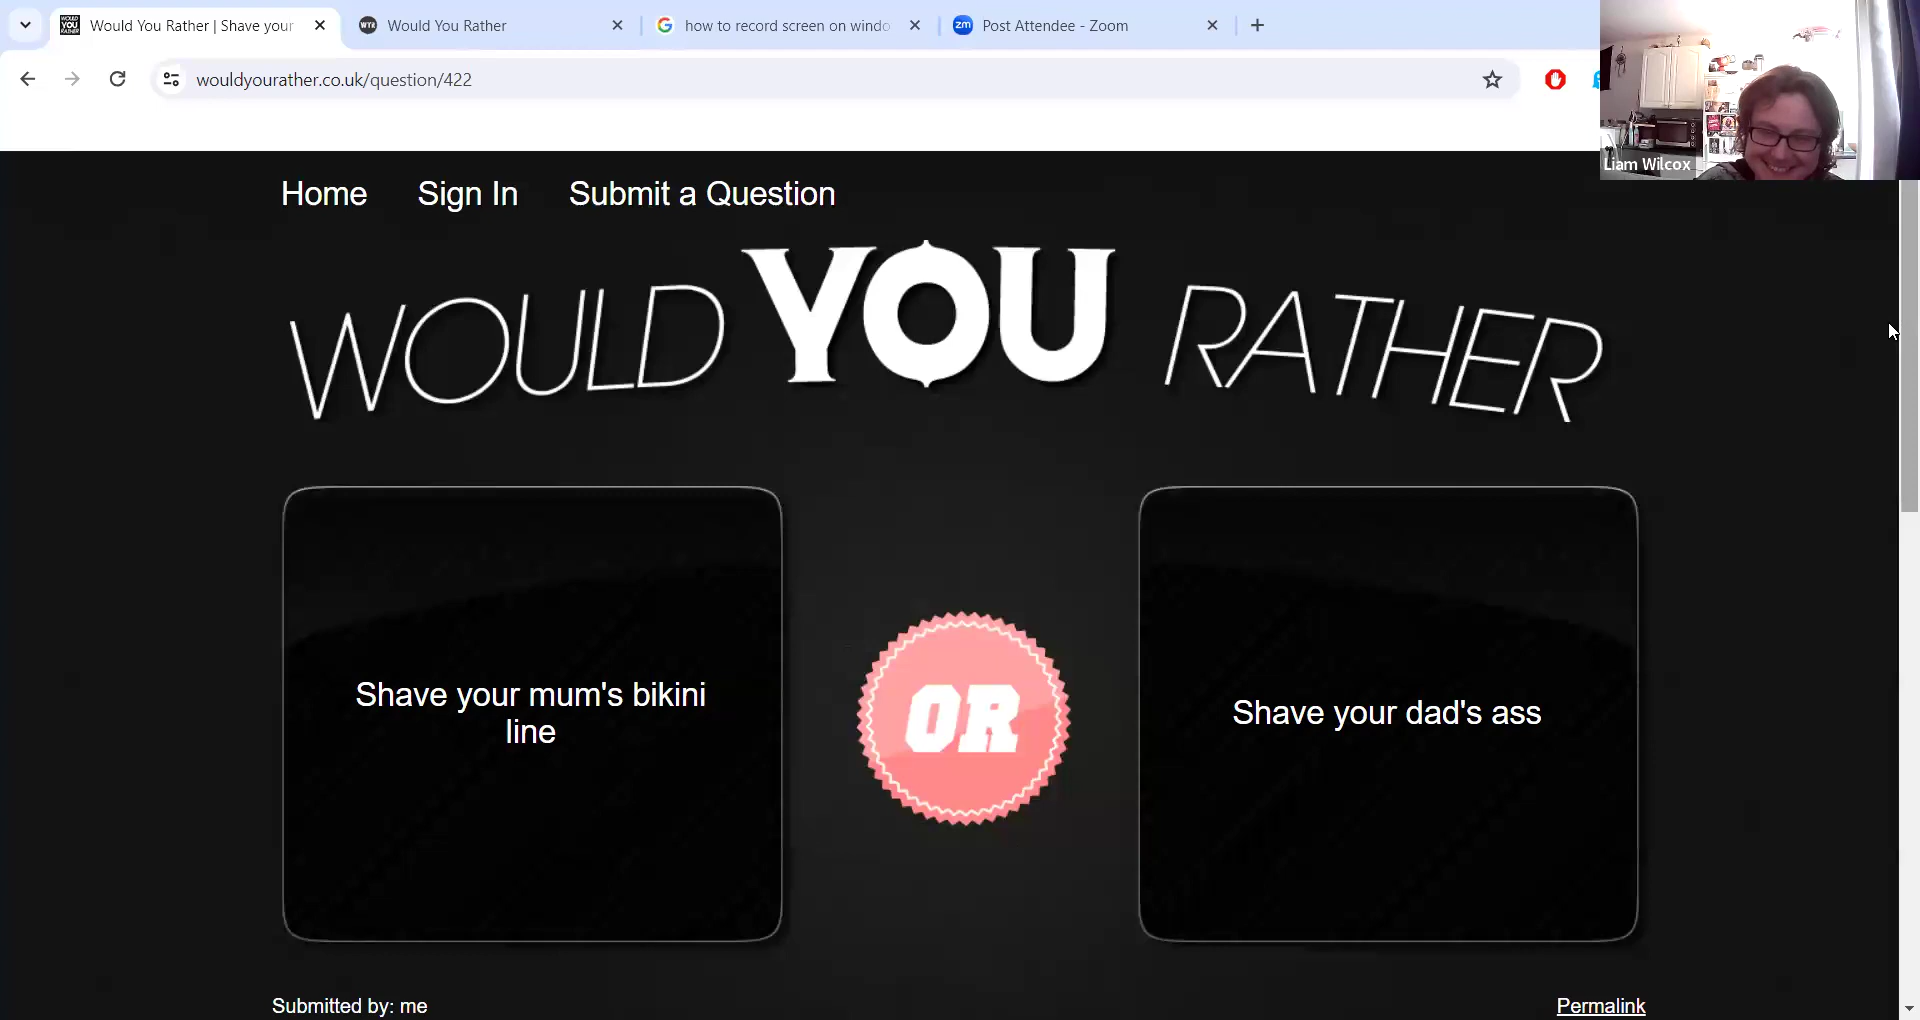 Would You Rather | Shave your
Would You Rather
how to record screen on windo
Post Attendee - Zoom
wouldyourather.co.uk/question/422
Liam Wilcox
Home Sign In Submit a Question
WOULD YOU RATHER
Shave your mum's bikini
line
OR
Shave your dad's ass
Submitted by: me
Permalink